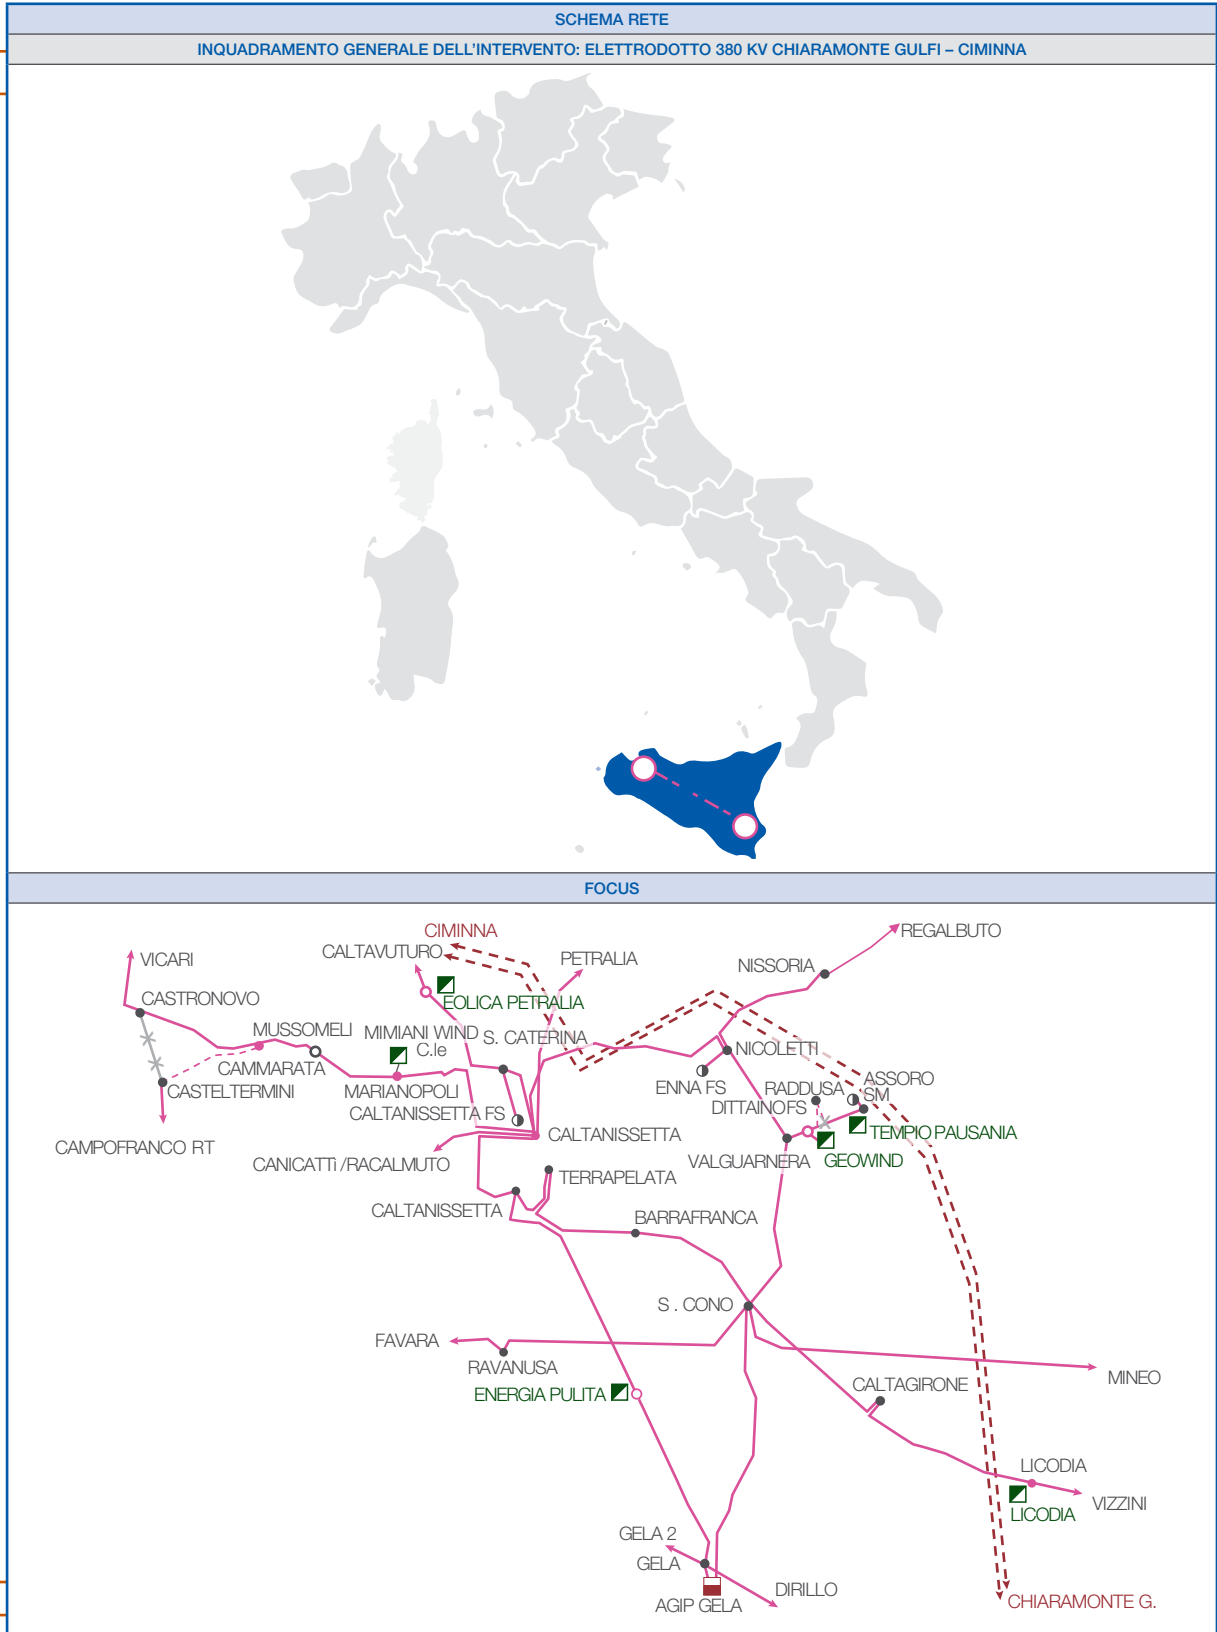 SCHEMA RETE
INQUADRAMENTO GENERALE DELL'INTERVENTO: ELETTRODOTTO 380 KV CHIARAMONTE GULFI – CIMINNA
FOCUS
CIMINNA
REGALBUTO
CALTAVUTURO
VICARI
PETRALIA
NISSORIA
CASTRONOVO
EOLICA PETRALIA
MUSSOMELI
MIMIANI WIND
C.le
S. CATERINA
NICOLETTI
CAMMARATA
CASTELTERMINI
MARIANOPOLI
ENNA FS
RADDUSA
ASSORO
SM
CALTANISSETTA FS
DITTAINO FS
TEMPIO PAUSANIA
CAMPOFRANCO RT
CANICATTì /RACALMUTO
CALTANISSETTA
VALGUARNERA
GEOWIND
TERRAPELATA
CALTANISSETTA
BARRAFRANCA
S . CONO
FAVARA
RAVANUSA
MINEO
ENERGIA PULITA
CALTAGIRONE
LICODIA
VIZZINI
LICODIA
GELA 2
GELA
DIRILLO
AGIP GELA
CHIARAMONTE G.